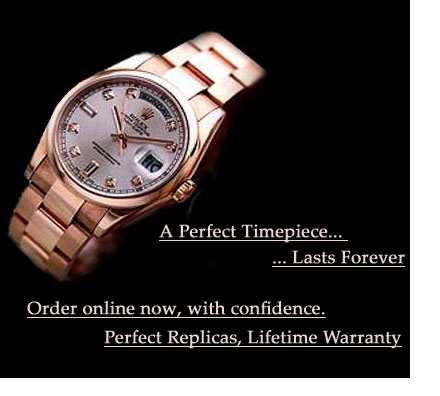 ROLEX
A Perfect Timepiece...
... Lasts Forever
Order online now, with confidence.
Perfect Replicas, Lifetime Warranty